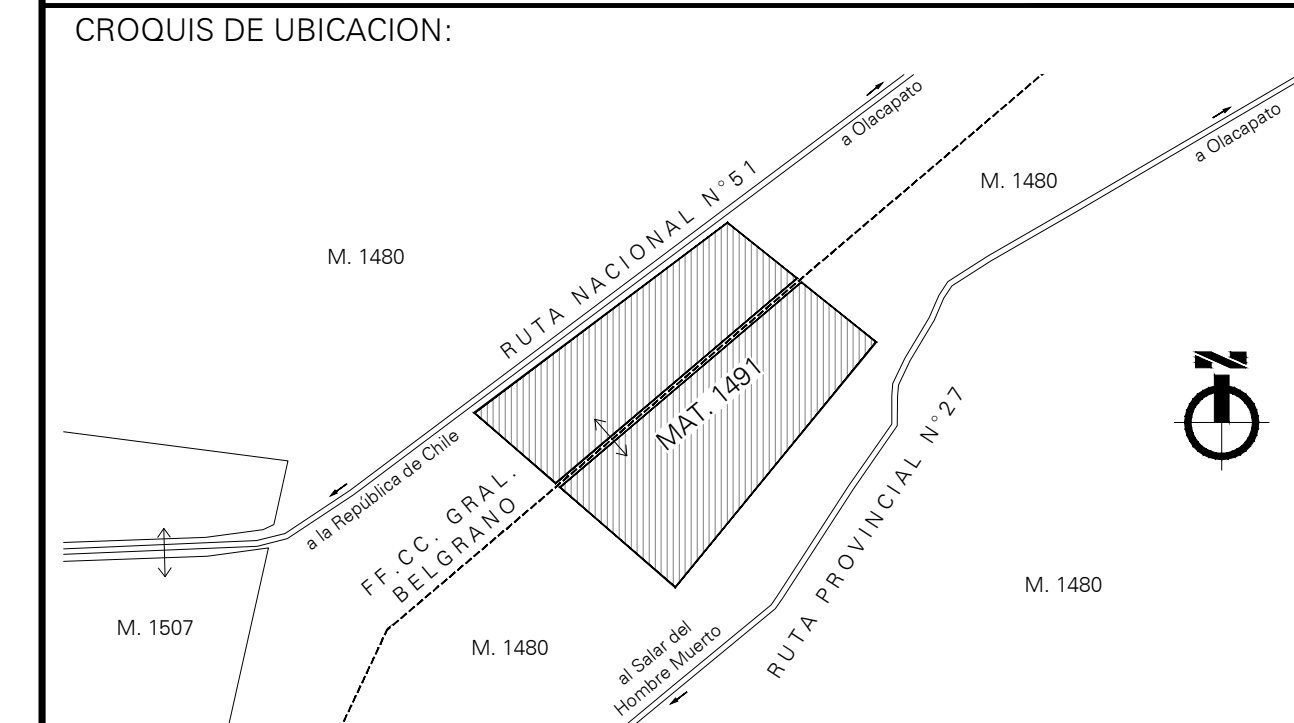 CROQUIS DE UBICACION:
a Olacapato
a Olacapato
M. 1480
RUTA NACIONAL N°51
M. 1480
MAT. 1491
N
RUTA PROVINCIAL N°27
a la República de Chile
FF.CC. GRAL.
BELGRANO
M. 1480
M. 1507
M. 1480
al Salar del
Hombre Muerto